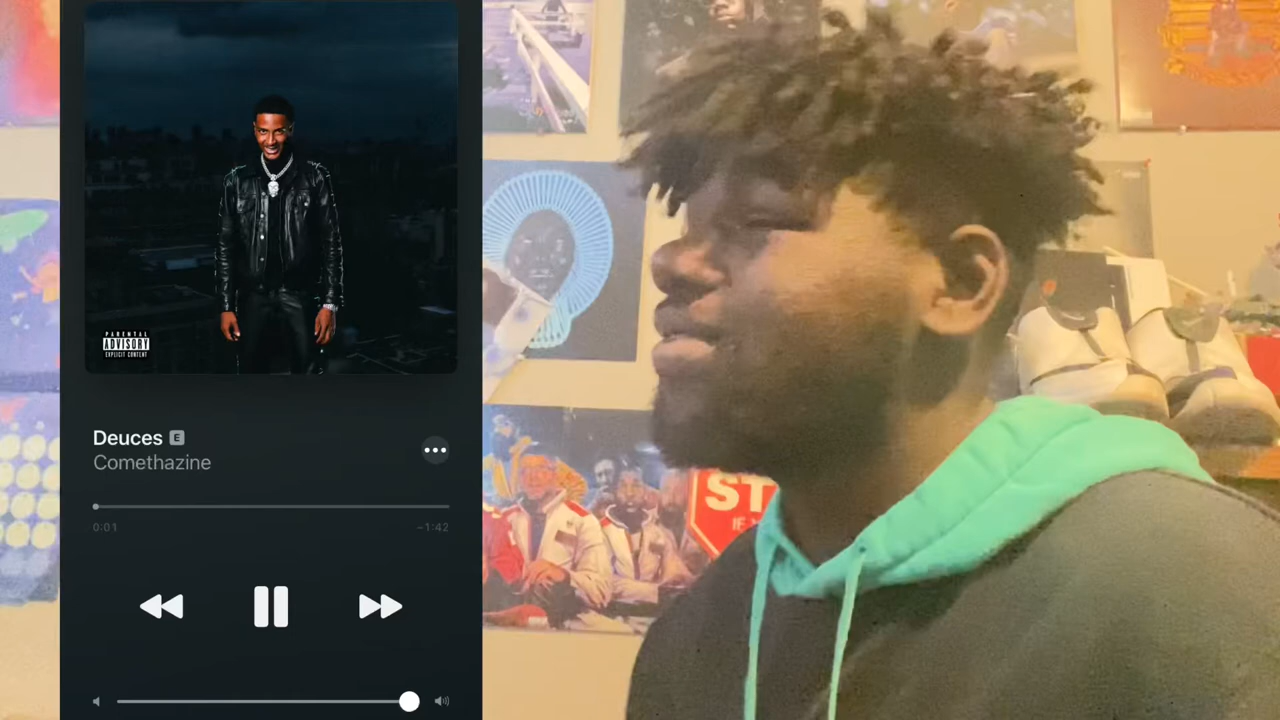 PARENTAL
ADVISORY
EXPLICIT CONTENT
Deuces E
Comethazine
0:01
-1:42
ST